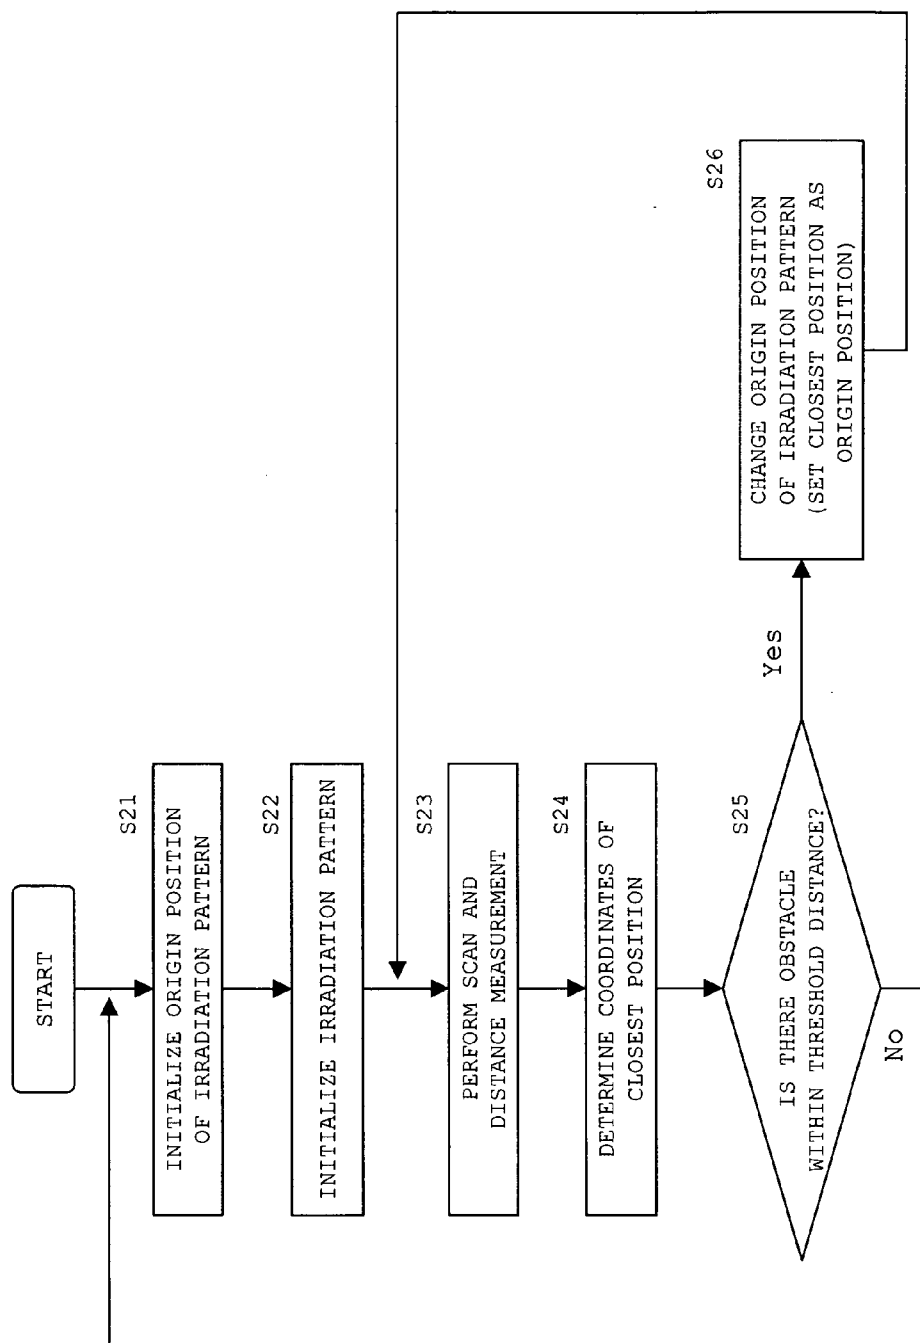 START
S21
INITIALIZE ORIGIN POSITION
OF IRRADIATION PATTERN
S22
INITIALIZE IRRADIATION PATTERN
S23
PERFORM SCAN AND
DISTANCE MEASUREMENT
S24
DETERMINE COORDINATES OF
CLOSEST POSITION
S25
IS THERE OBSTACLE
WITHIN THRESHOLD DISTANCE?
Yes
No
S26
CHANGE ORIGIN POSITION
OF IRRADIATION PATTERN
(SET CLOSEST POSITION AS
ORIGIN POSITION)